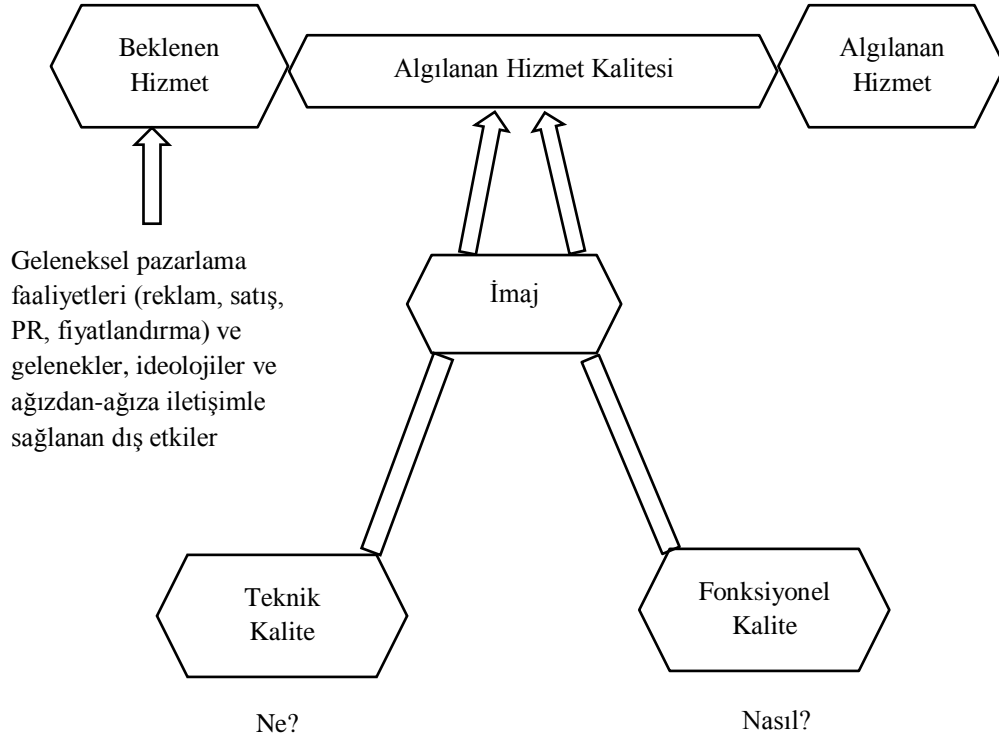 Beklenen
Hizmet
Algılanan Hizmet Kalitesi
Algılanan
Hizmet
Geleneksel pazarlama
faaliyetleri (reklam, satış,
PR, fiyatlandırma) ve
gelenekler, ideolojiler ve
ağızdan-ağıza iletişimle
sağlanan dış etkiler
İmaj
Teknik
Kalite
Fonksiyonel
Kalite
Ne?
Nasıl?